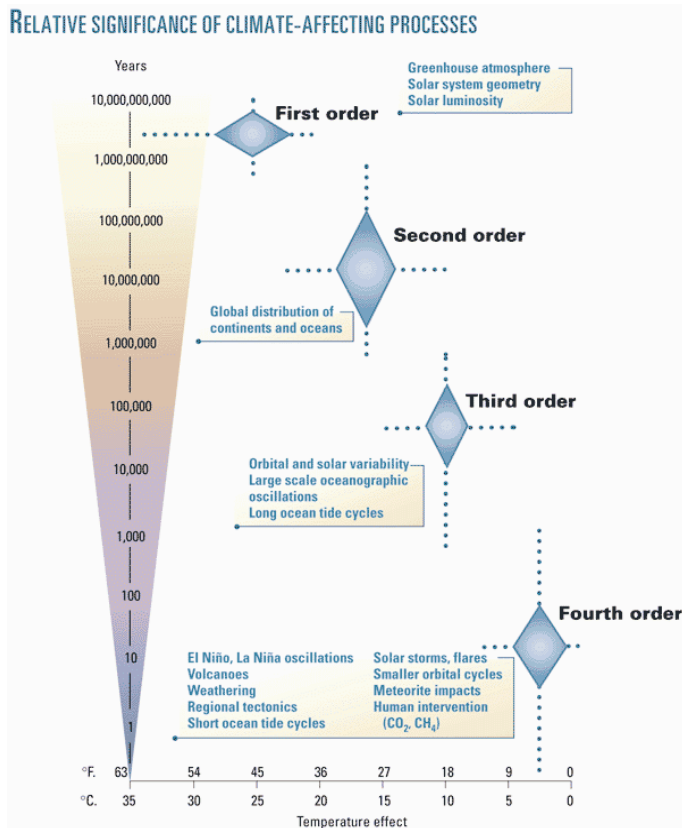 RELATIVE SIGNIFICANCE OF CLIMATE-AFFECTING PROCESSES
Years
10,000,000,000
1,000,000,000
100,000,000
10,000,000
1,000,000
100,000
10,000
1,000
100
10
1
First order
Greenhouse atmosphere
Solar system geometry
Solar luminosity
Second order
Global distribution of
continents and oceans
Third order
Orbital and solar variability
Large scale oceanographic
oscillations
Long ocean tide cycles
Fourth order
El Niño, La Niña oscillations
Volcanoes
Weathering
Regional tectonics
Short ocean tide cycles
Solar storms, flares
Smaller orbital cycles
Meteorite impacts
Human intervention
(CO₂, CH₄)
°F. 63 54 45 36 27 18 9 0
°C. 35 30 25 20 15 10 5 0
Temperature effect